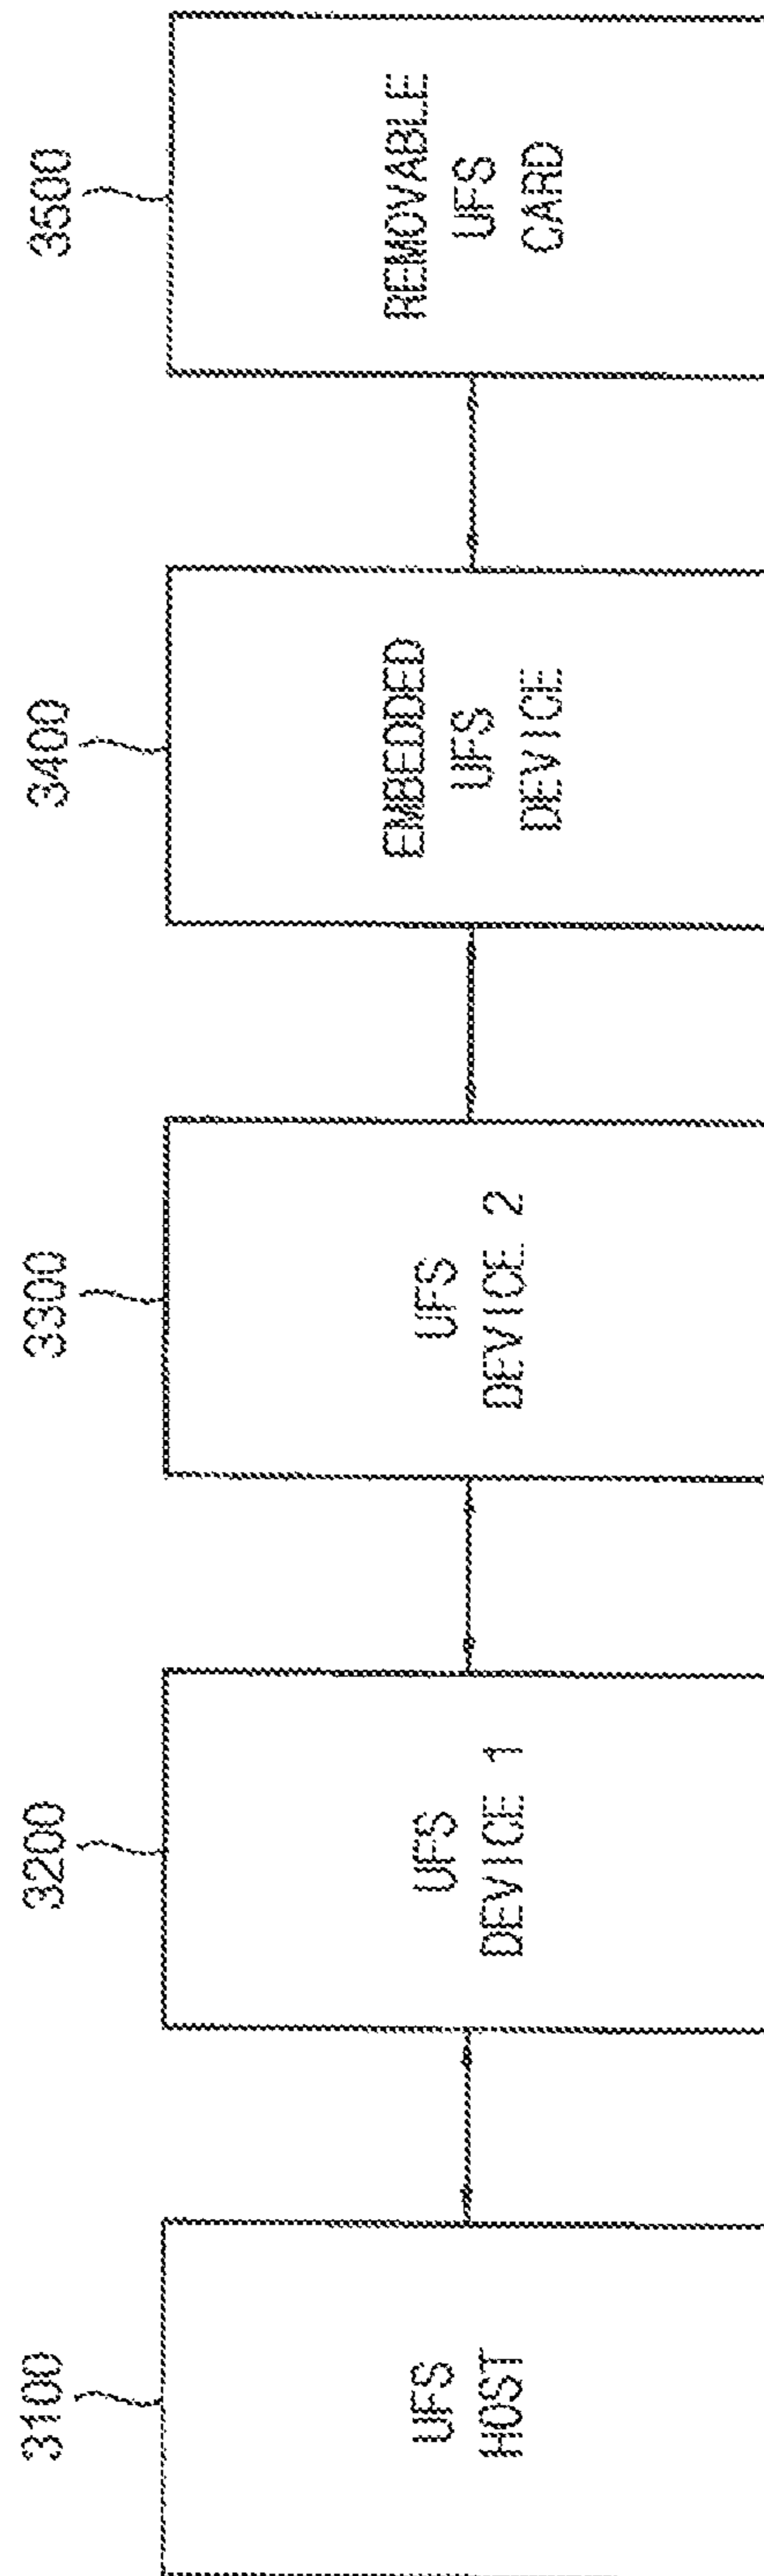 3100
UFS
HOST
3200
UFS
DEVICE 1
3300
UFS
DEVICE 2
3400
EMBEDDED
UFS
DEVICE
3500
REMOVABLE
UFS
CARD